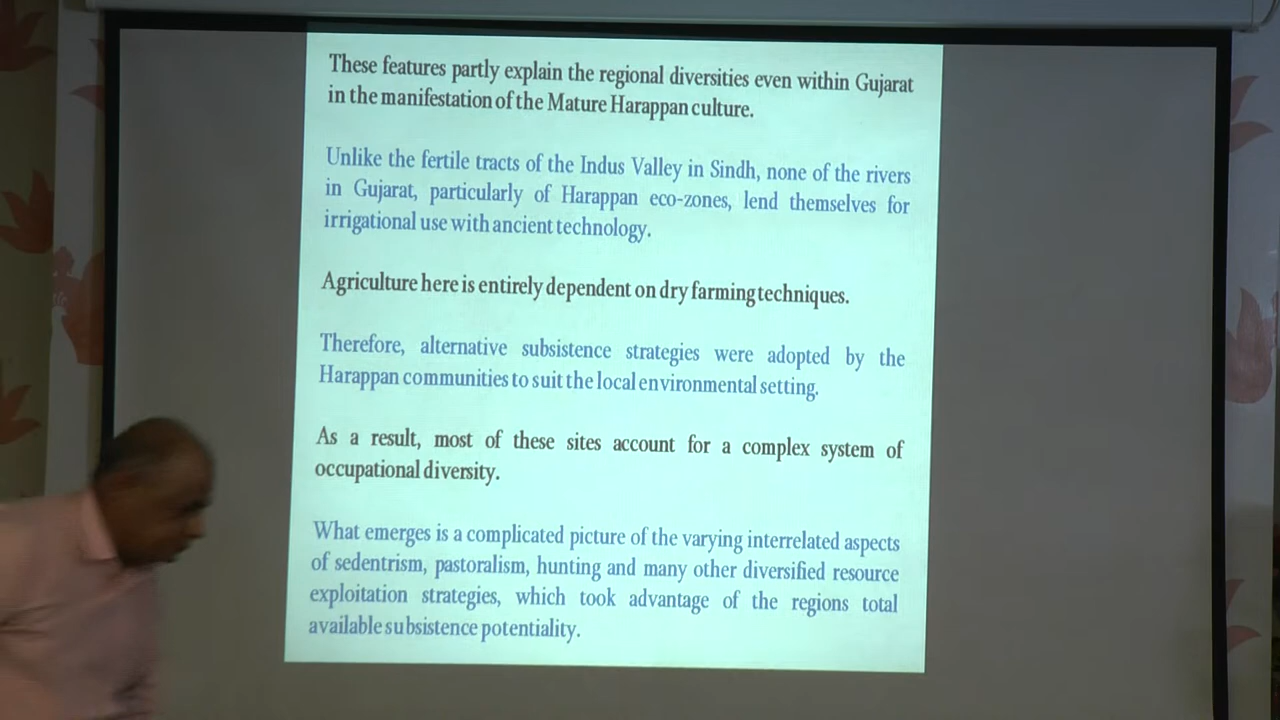 These features partly explain the regional diversities even within Gujarat
in the manifestation of the Mature Harappan culture.
Unlike the fertile tracts of the Indus Valley in Sindh, none of the rivers
in Gujarat, particularly of Harappan eco-zones, lend themselves for
irrigational use with ancient technology.
Agriculture here is entirely dependent on dry farming techniques.
Therefore, alternative subsistence strategies were adopted by the
Harappan communities to suit the local environmental setting.
As a result, most of these sites account for a complex system of
occupational diversity.
What emerges is a complicated picture of the varying interrelated aspects
of sedentrism, pastoralism, hunting and many other diversified resource
exploitation strategies, which took advantage of the regions total
available subsistence potentiality.